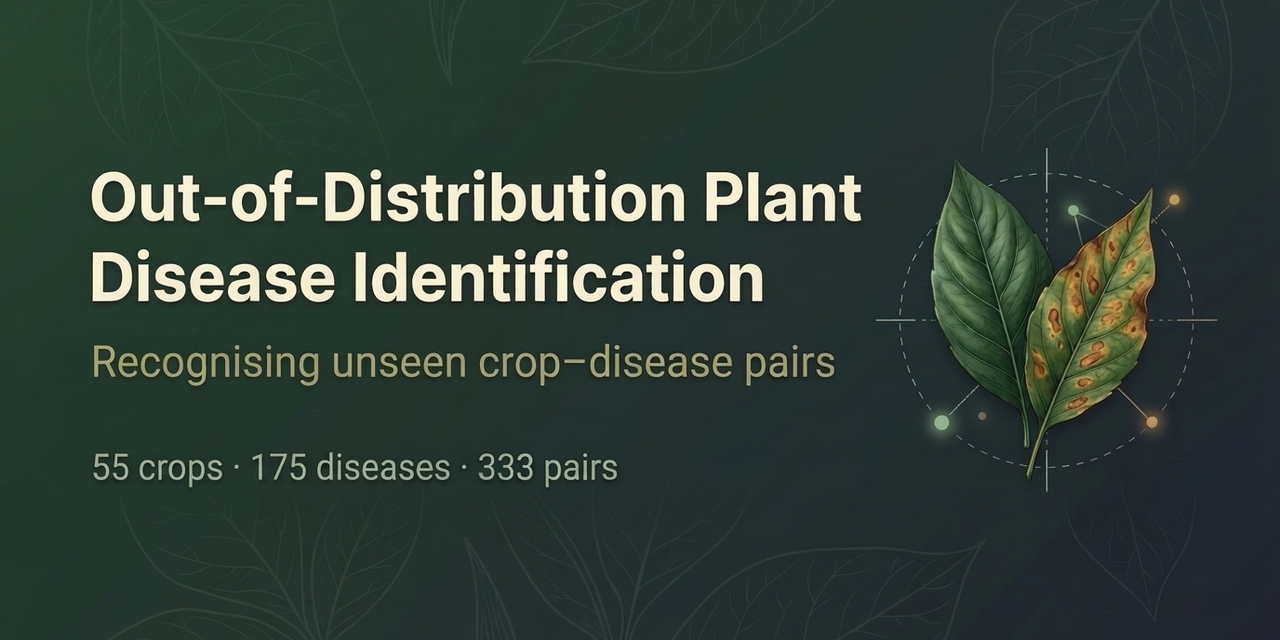 Out-of-Distribution Plant
Disease Identification
Recognising unseen crop–disease pairs
55 crops · 175 diseases · 333 pairs